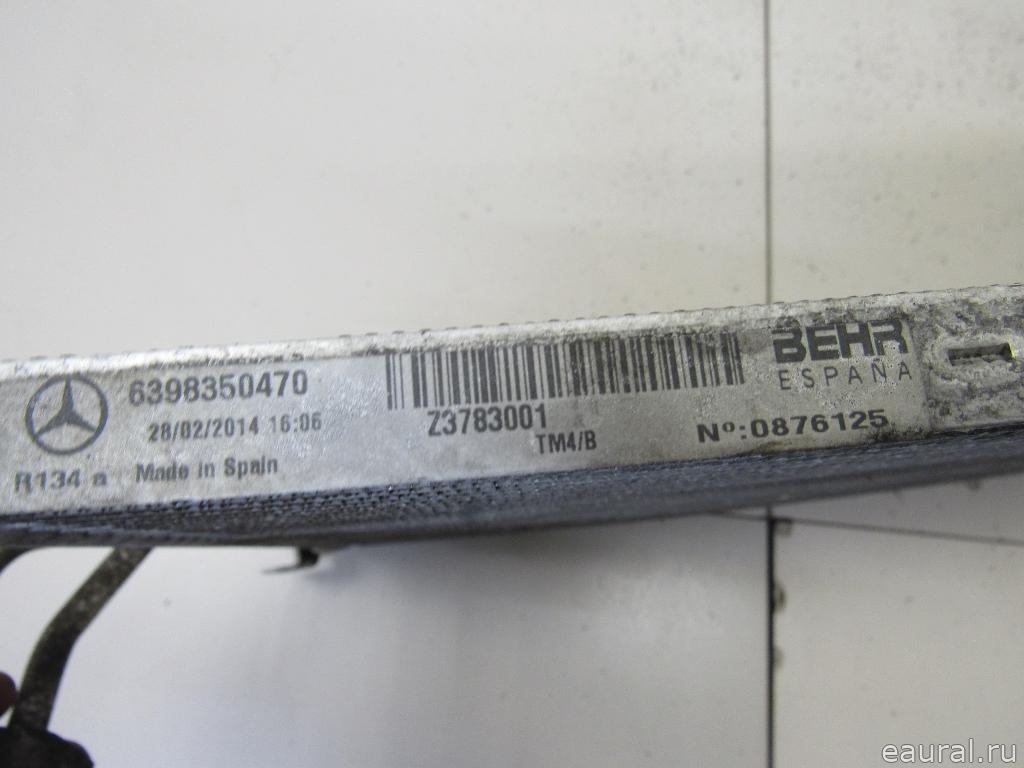 6398350470
28/02/2014 16:06
R134 a Made in Spain
Z3783001
TM4/B
BEHR
ESPAÑA
Nº:0876125
eaural.ru